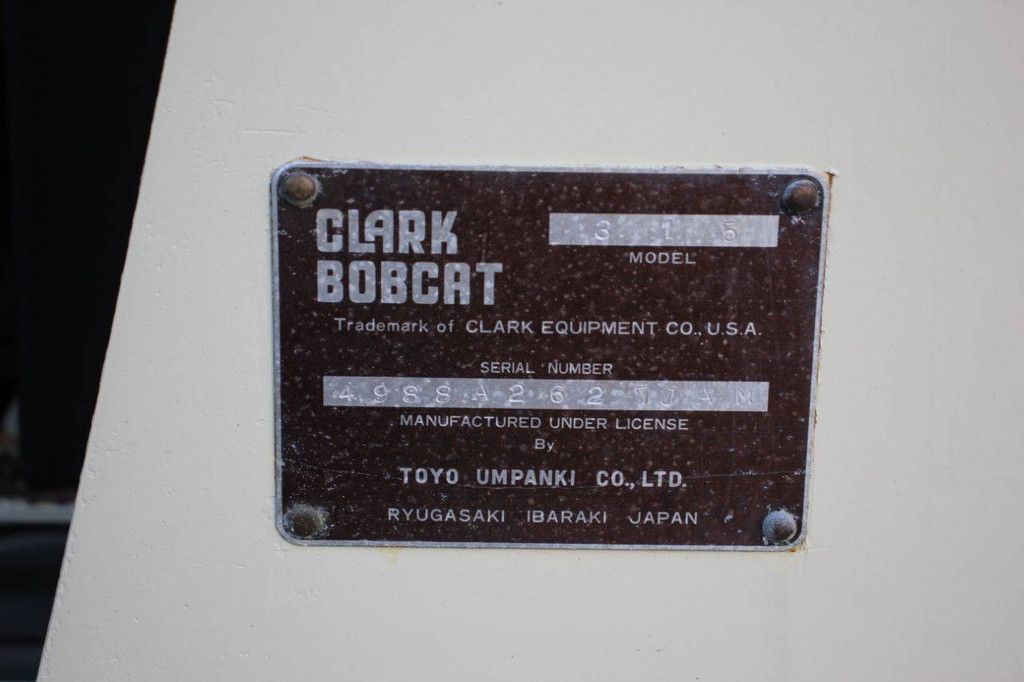 CLARK
BOBCAT
3 1 5
MODEL
Trademark of CLARK EQUIPMENT CO., U.S.A.
SERIAL NUMBER
MANUFACTURED UNDER LICENSE
By
TOYO UMPANKI CO., LTD.
RYUGASAKI IBARAKI JAPAN